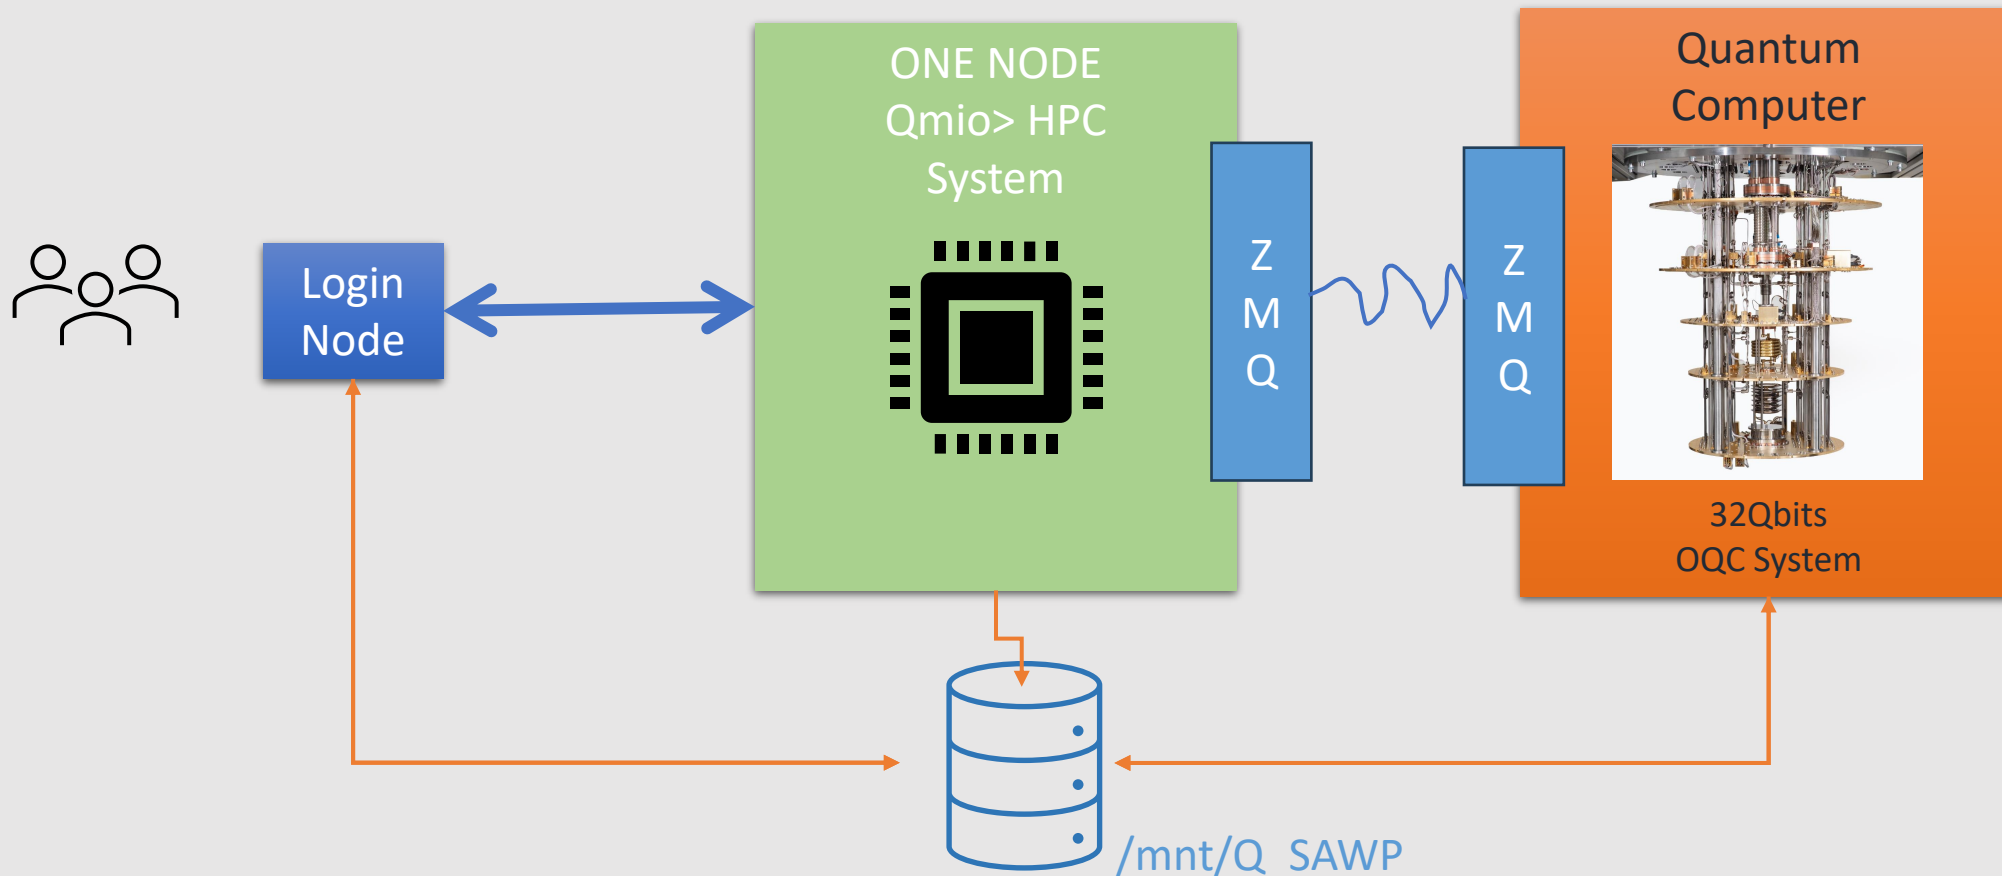 Login
Node
ONE NODE
Qmio> HPC
System
Z
M
Q
Z
M
Q
Quantum
Computer
32Qbits
OQC System
/mnt/Q_SAWP